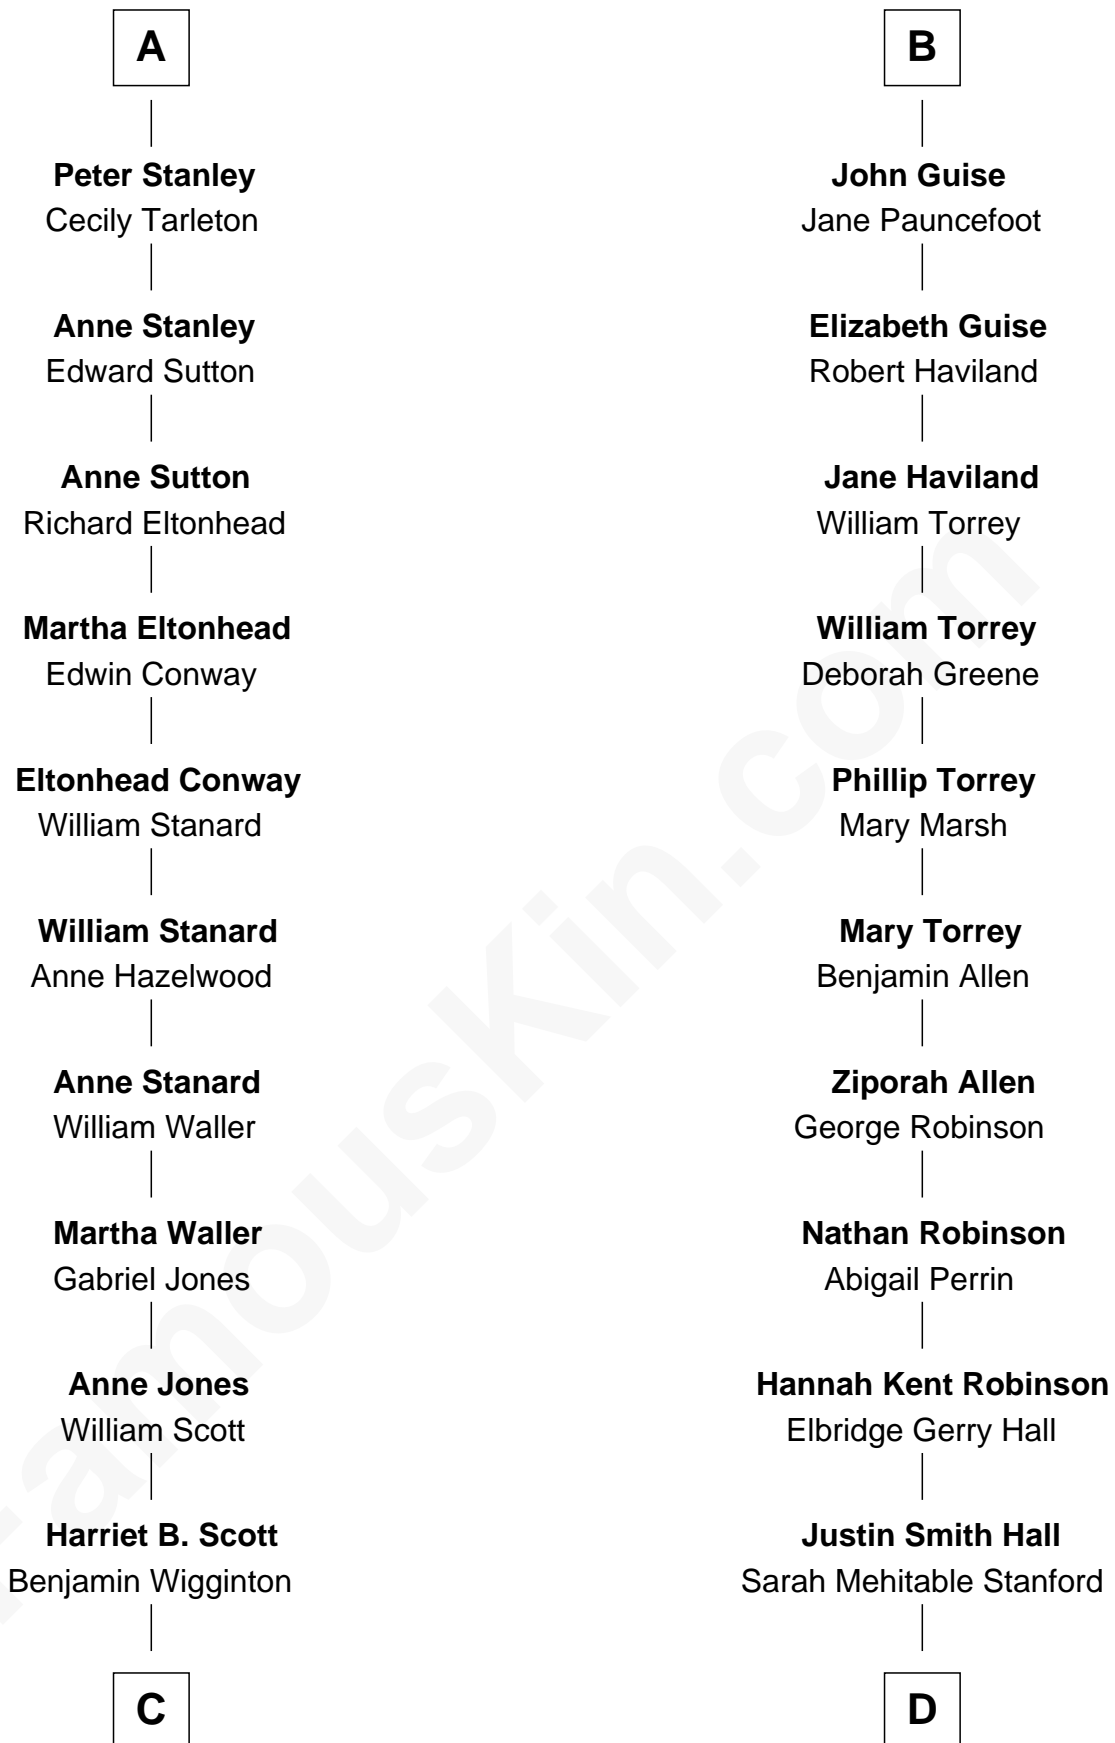 A
Peter Stanley
Cecily Tarleton
Anne Stanley
Edward Sutton
Anne Sutton
Richard Eltonhead
Martha Eltonhead
Edwin Conway
Eltonhead Conway
William Stanard
William Stanard
Anne Hazelwood
Anne Stanard
William Waller
Martha Waller
Gabriel Jones
Anne Jones
William Scott
Harriet B. Scott
Benjamin Wigginton
C
B
John Guise
Jane Pauncefoot
Elizabeth Guise
Robert Haviland
Jane Haviland
William Torrey
William Torrey
Deborah Greene
Phillip Torrey
Mary Marsh
Mary Torrey
Benjamin Allen
Ziporah Allen
George Robinson
Nathan Robinson
Abigail Perrin
Hannah Kent Robinson
Elbridge Gerry Hall
Justin Smith Hall
Sarah Mehitable Stanford
D
FamousKin.com